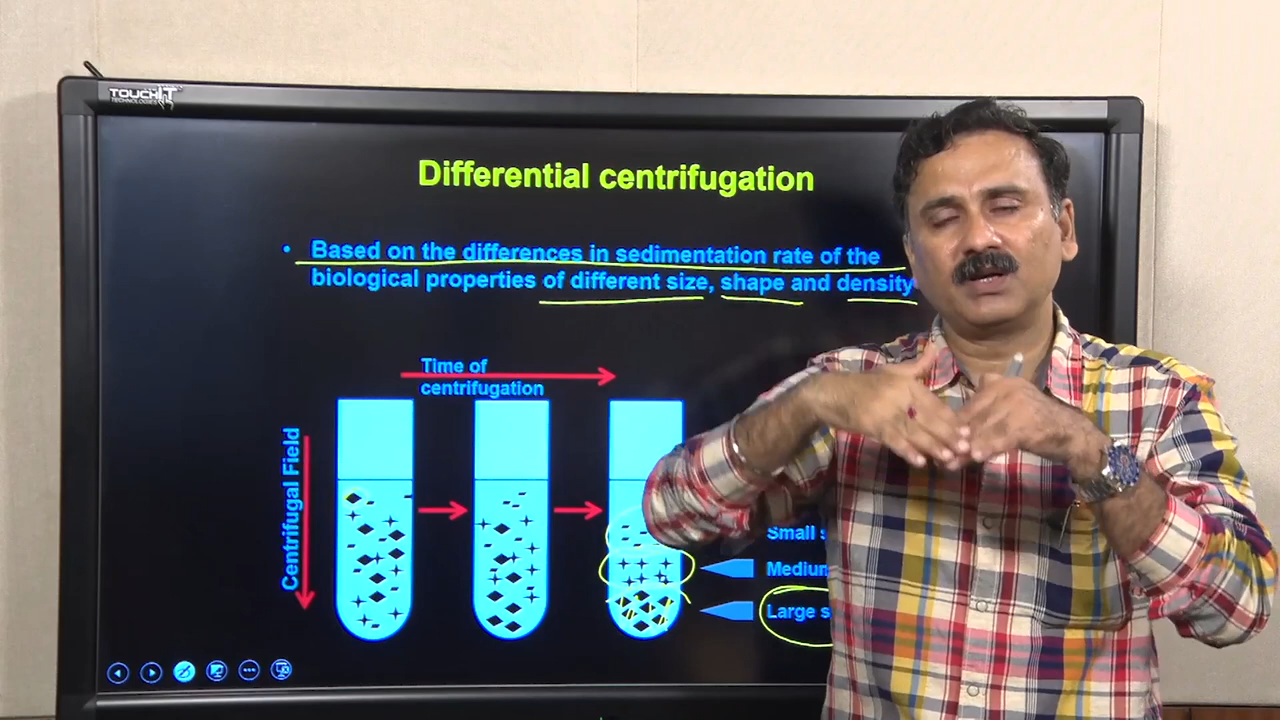 TOUCHIT
TECHNOLOGIES
Differential centrifugation
• Based on the differences in sedimentation rate of the
biological properties of different size, shape and density
Time of
centrifugation
Centrifugal Field
Small
Medium
Large